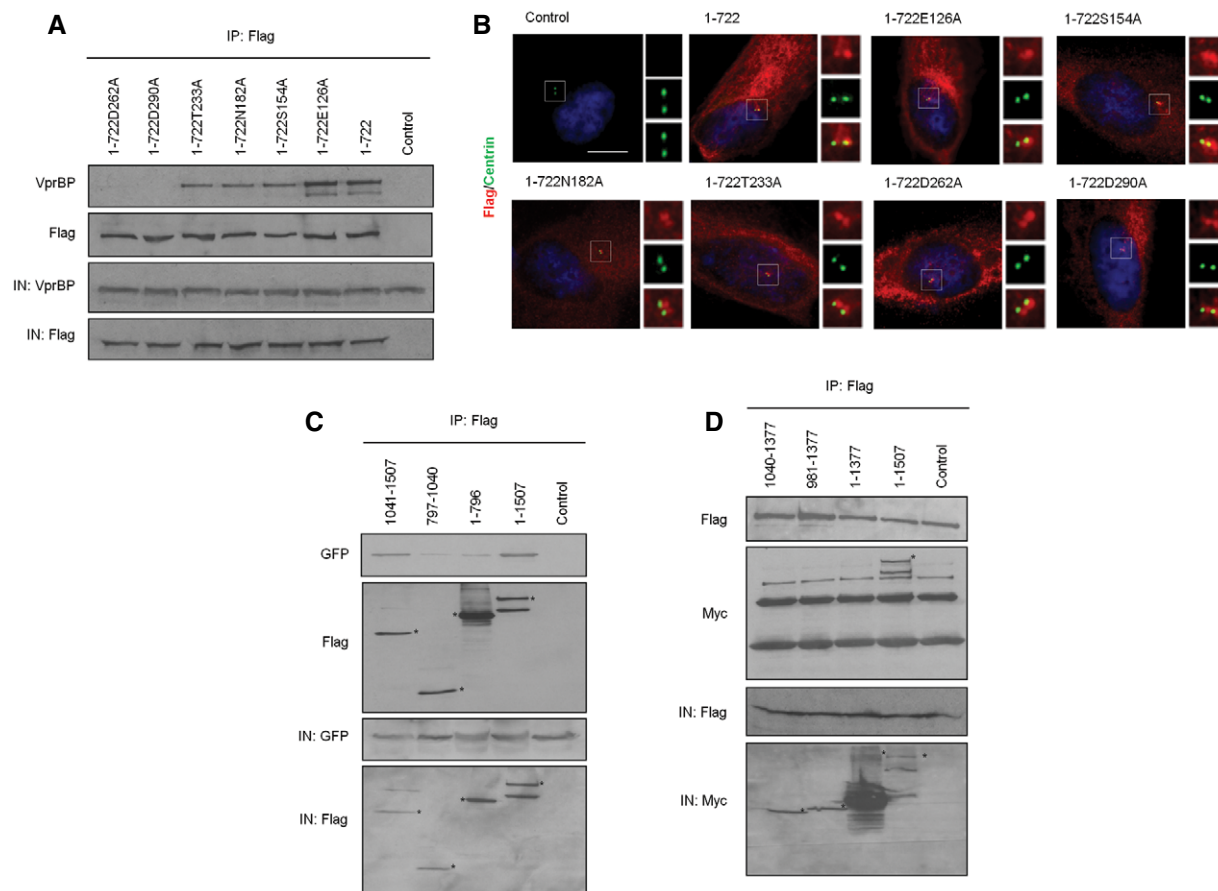 A
IP: Flag
1-722D262A
1-722D290A
1-722T233A
1-722N182A
1-722S154A
1-722E126A
1-722
Control
VprBP
Flag
IN: VprBP
IN: Flag
B
Control
1-722
1-722E126A
1-722S154A
Flag/Centrin
1-722N182A
1-722T233A
1-722D262A
1-722D290A
C
IP: Flag
1041-1507
797-1040
1-796
1-1507
Control
GFP
Flag
*
*
*
*
IN: GFP
IN: Flag
*
*
*
*
D
IP: Flag
1040-1377
981-1377
1-1377
1-1507
Control
Flag
Myc
*
IN: Flag
IN: Myc
*
*
*
*